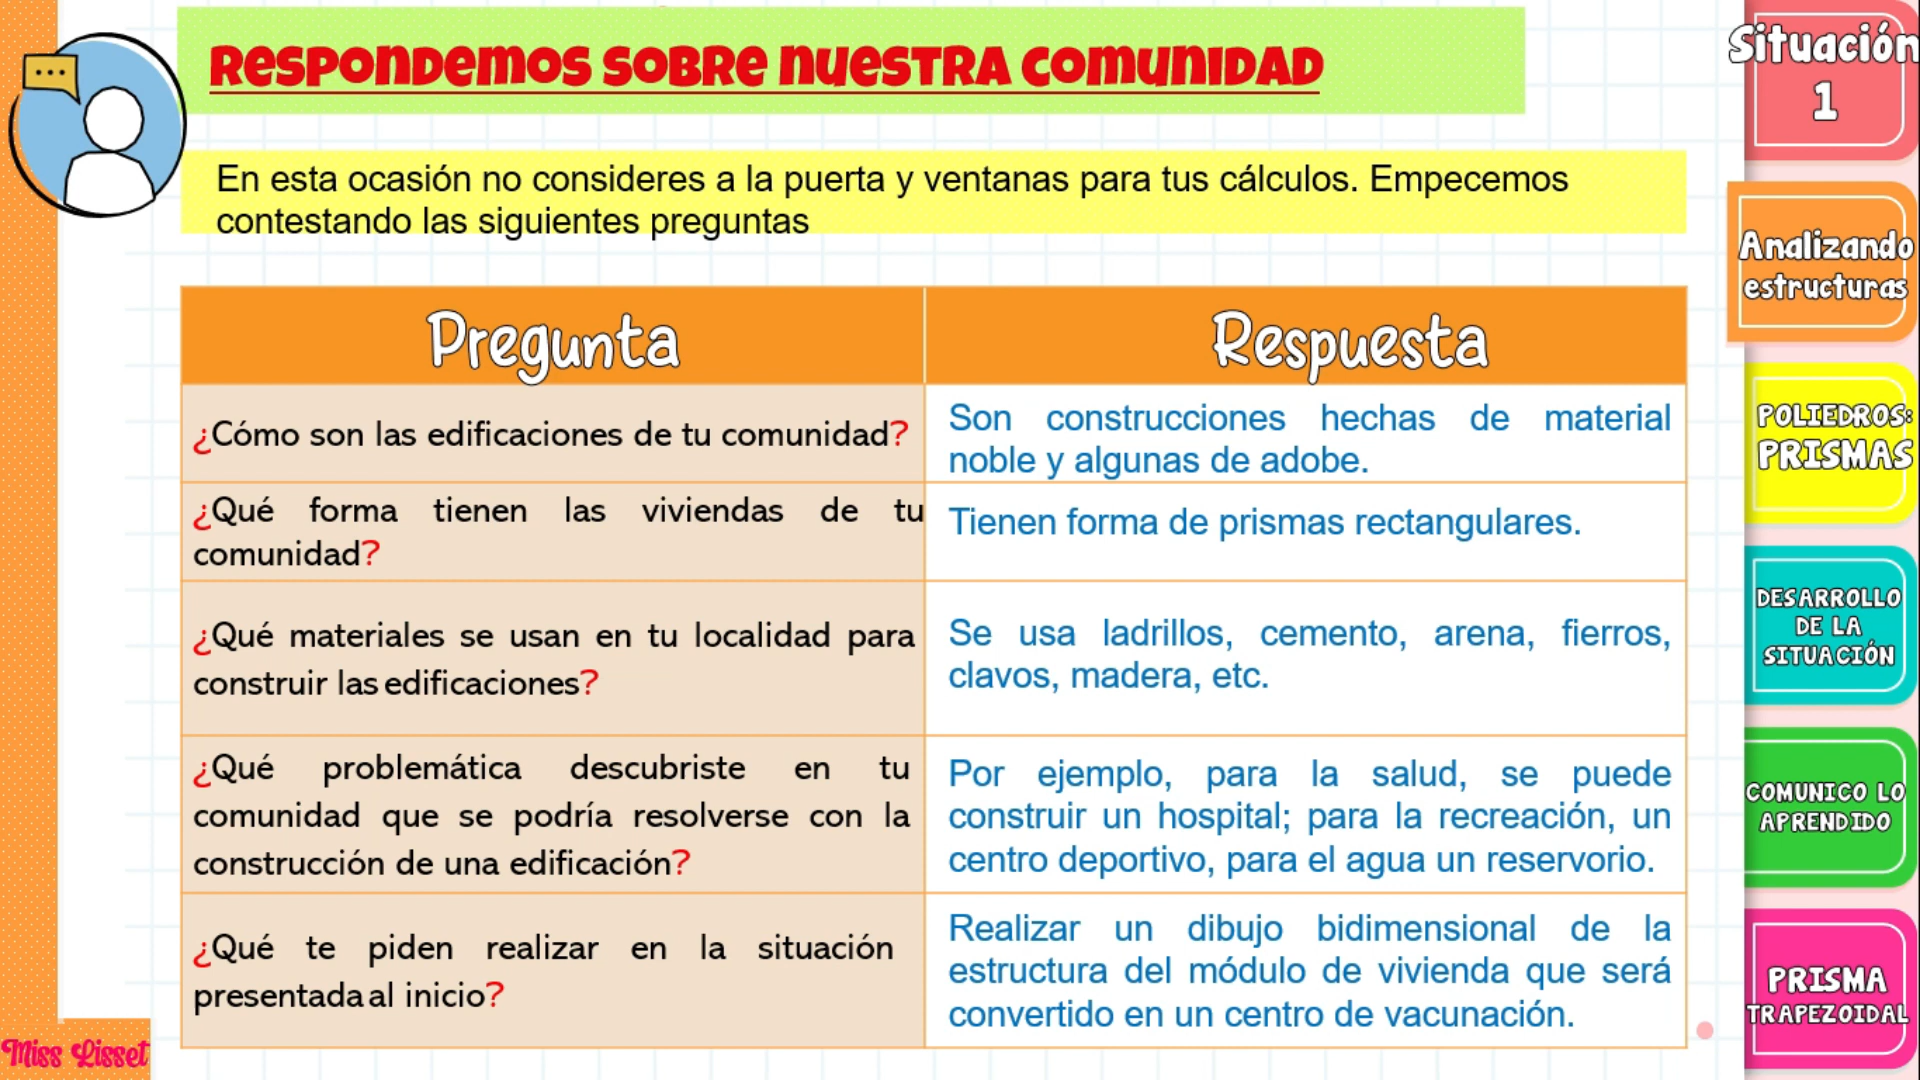 Respondemos sobre nuestra comunidad
En esta ocasión no consideres a la puerta y ventanas para tus cálculos. Empecemos
contestando las siguientes preguntas
Pregunta
Respuesta
¿Cómo son las edificaciones de tu comunidad?
Son construcciones hechas de material
noble y algunas de adobe.
¿Qué forma tienen las viviendas de tu
comunidad?
Tienen forma de prismas rectangulares.
¿Qué materiales se usan en tu localidad para
construir las edificaciones?
Se usa ladrillos, cemento, arena, fierros,
clavos, madera, etc.
¿Qué problemática descubriste en tu
comunidad que se podría resolverse con la
construcción de una edificación?
Por ejemplo, para la salud, se puede
construir un hospital; para la recreación, un
centro deportivo, para el agua un reservorio.
¿Qué te piden realizar en la situación
presentada al inicio?
Realizar un dibujo bidimensional de la
estructura del módulo de vivienda que será
convertido en un centro de vacunación.
Situación
1
Analizando
estructuras
POLIEDROS:
PRISMAS
DESARROLLO
DE LA
SITUACIÓN
COMUNICO LO
APRENDIDO
PRISMA
TRAPEZOIDAL
Miss Lisset